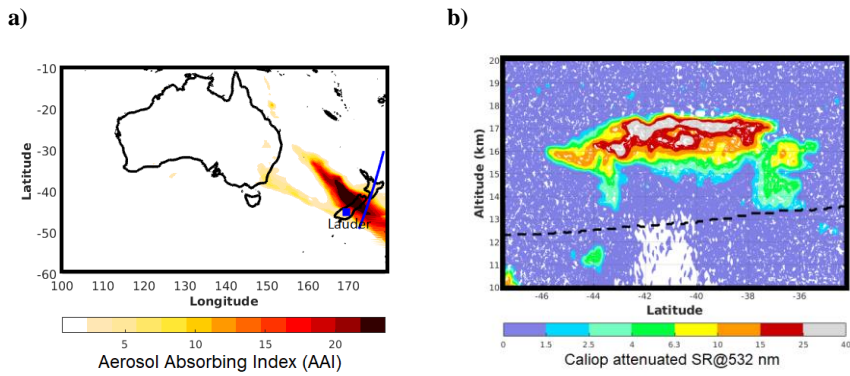 a)
b)
-10
-20
-30
-40
-50
-60
Latitude
Lauder
100 110 120 130 140 150 160 170
Longitude
5 10 15 20
Aerosol Absorbing Index (AAI)
20
19
18
17
16
15
14
13
12
11
10
Altitude (km)
-46 -44 -42 -40 -38 -36
Latitude
0 1.5 2.5 4 6.3 10 15 25 40
Caliop attenuated SR@532 nm